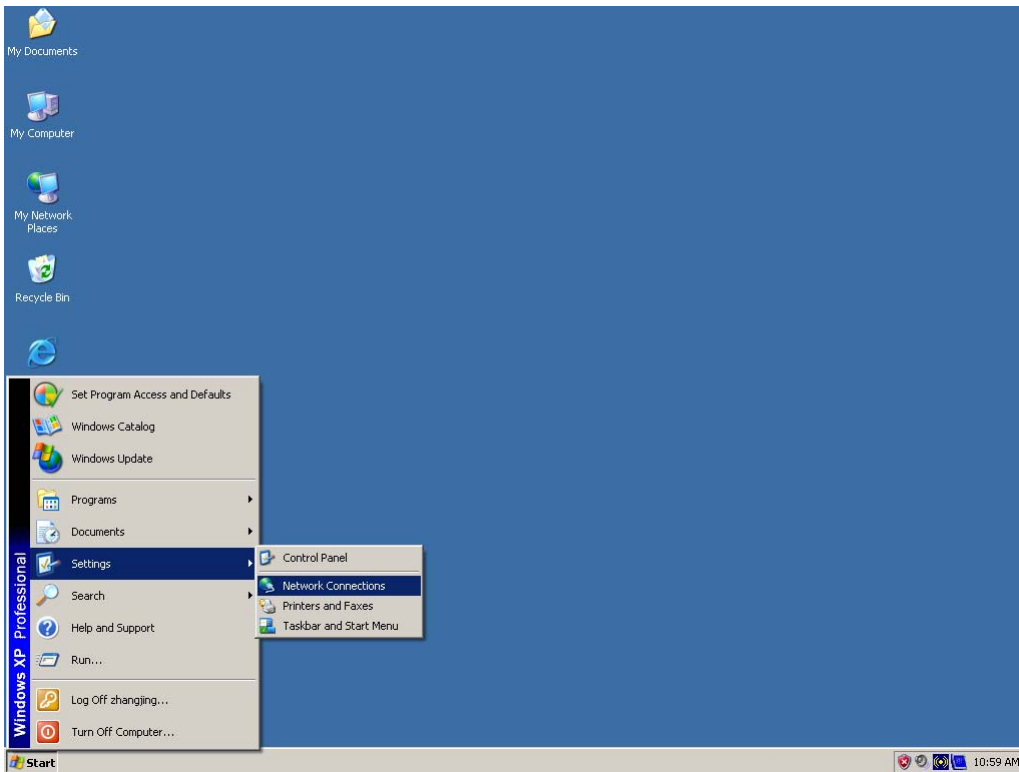 My Documents
My Computer
My Network
Places
Recycle Bin
Set Program Access and Defaults
Windows Catalog
Windows Update
Programs
Documents
Settings
Search
Help and Support
Run...
Log Off zhangjing...
Turn Off Computer...
Windows XP Professional
Control Panel
Network Connections
Printers and Faxes
Taskbar and Start Menu
Start
10:59 AM